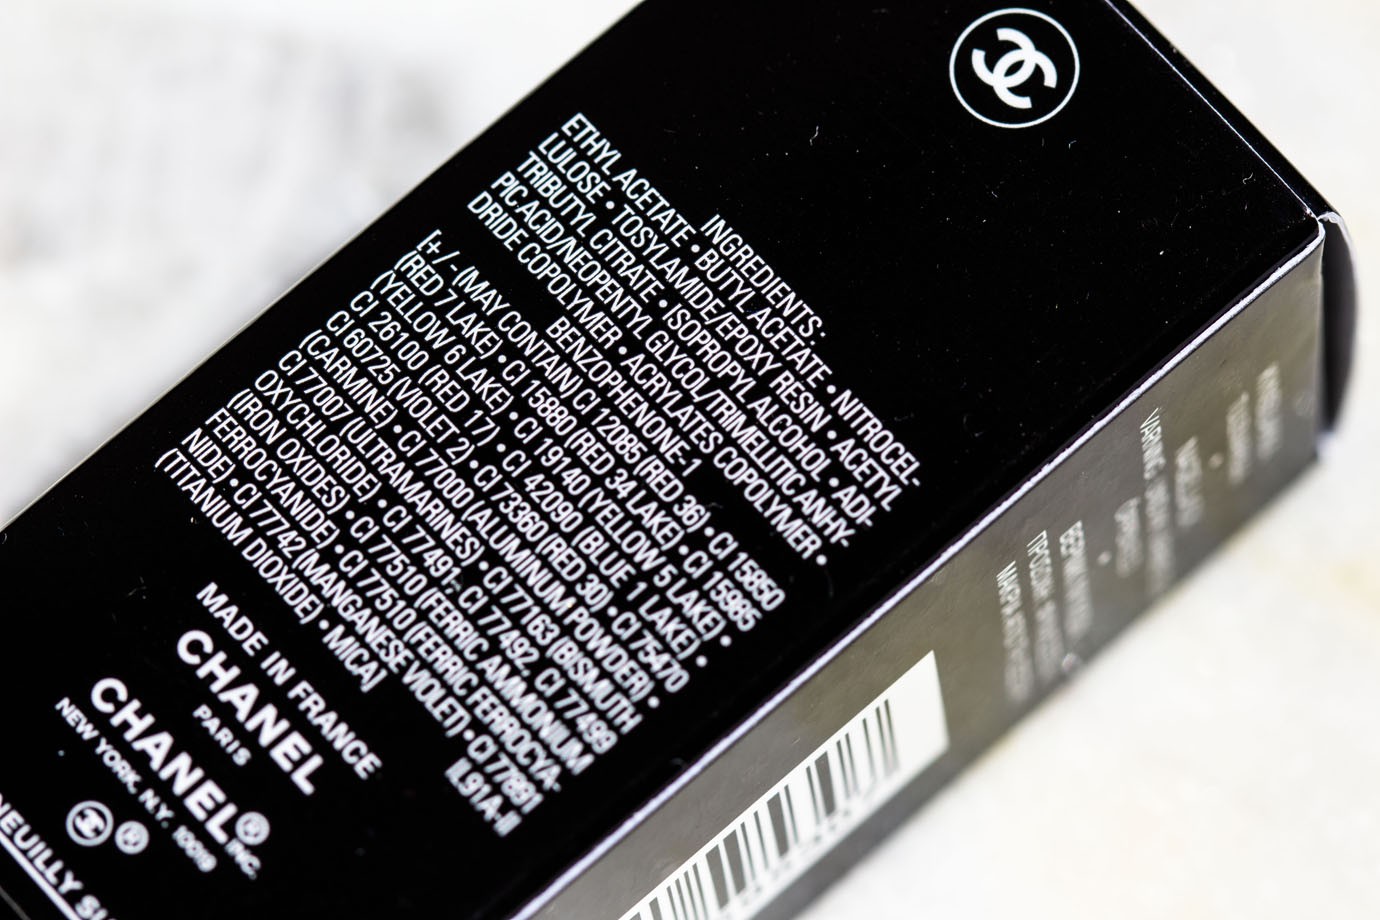 INGREDIENTS:
ETHYL ACETATE • BUTYL ACETATE • NITROCEL-
LULOSE • TOSYLAMIDE/EPOXY RESIN • ACETYL
TRIBUTYL CITRATE • ISOPROPYL ALCOHOL • ADI-
PIC ACID/NEOPENTYL GLYCOL/TRIMELLITIC ANHY-
DRIDE COPOLYMER • ACRYLATES COPOLYMER •
BENZOPHENONE-1
[+/- (MAY CONTAIN) CI 12085 (RED 36) • CI 15850
(RED 7 LAKE) • CI 15880 (RED 34 LAKE) • CI 15985
(YELLOW 6 LAKE) • CI 19140 (YELLOW 5 LAKE) •
CI 26100 (RED 17) • CI 42090 (BLUE 1 LAKE) •
CI 60725 (VIOLET 2) • CI 73360 (RED 30) • CI 75470
(CARMINE) • CI 77000 (ALUMINUM POWDER) •
CI 77007 (ULTRAMARINES) • CI 77163 (BISMUTH
OXYCHLORIDE) • CI 77491, CI 77492, CI 77499
(IRON OXIDES) • CI 77510 (FERRIC AMMONIUM
FERROCYANIDE) • CI 77510 (FERRIC FERROCYA-
NIDE) • CI 77742 (MANGANESE VIOLET) • CI 77891
(TITANIUM DIOXIDE) • MICA] IL91A-II
MADE IN FRANCE
CHANEL
PARIS
CHANEL® INC.
NEW YORK, N.Y. 10019
®
NEUILLY